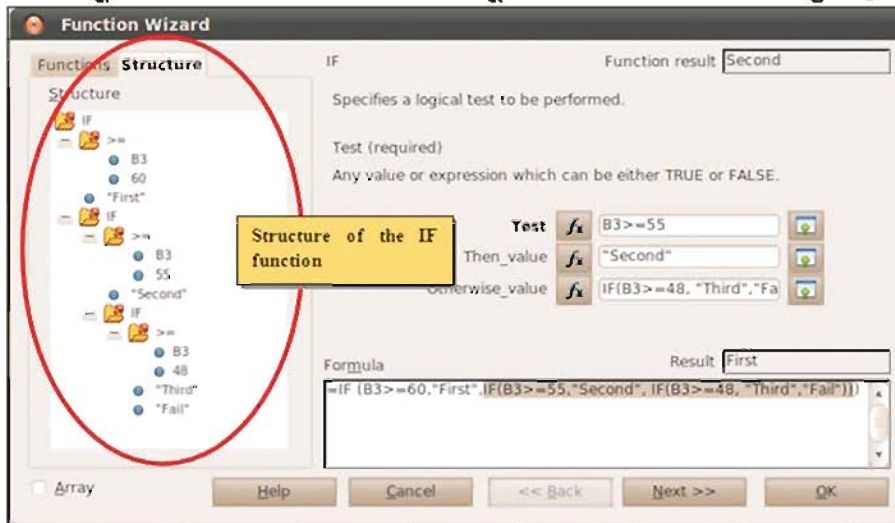 Function Wizard
Functions Structure
Structure
IF
>=
B3
60
"First"
IF
>=
B3
55
"Second"
IF
>=
B3
48
"Third"
"Fail"
Structure of the IF
function
IF
Function result Second
Specifies a logical test to be performed.
Test (required)
Any value or expression which can be either TRUE or FALSE.
Test fx B3>=55
Then_value fx "Second"
Otherwise_value fx IF(B3>=48, "Third","Fa
Formula
Result First
=IF (B3>=60,"First",IF(B3>=55,"Second", IF(B3>=48, "Third","Fail")))
Array
Help
Cancel
<< Back
Next >>
OK